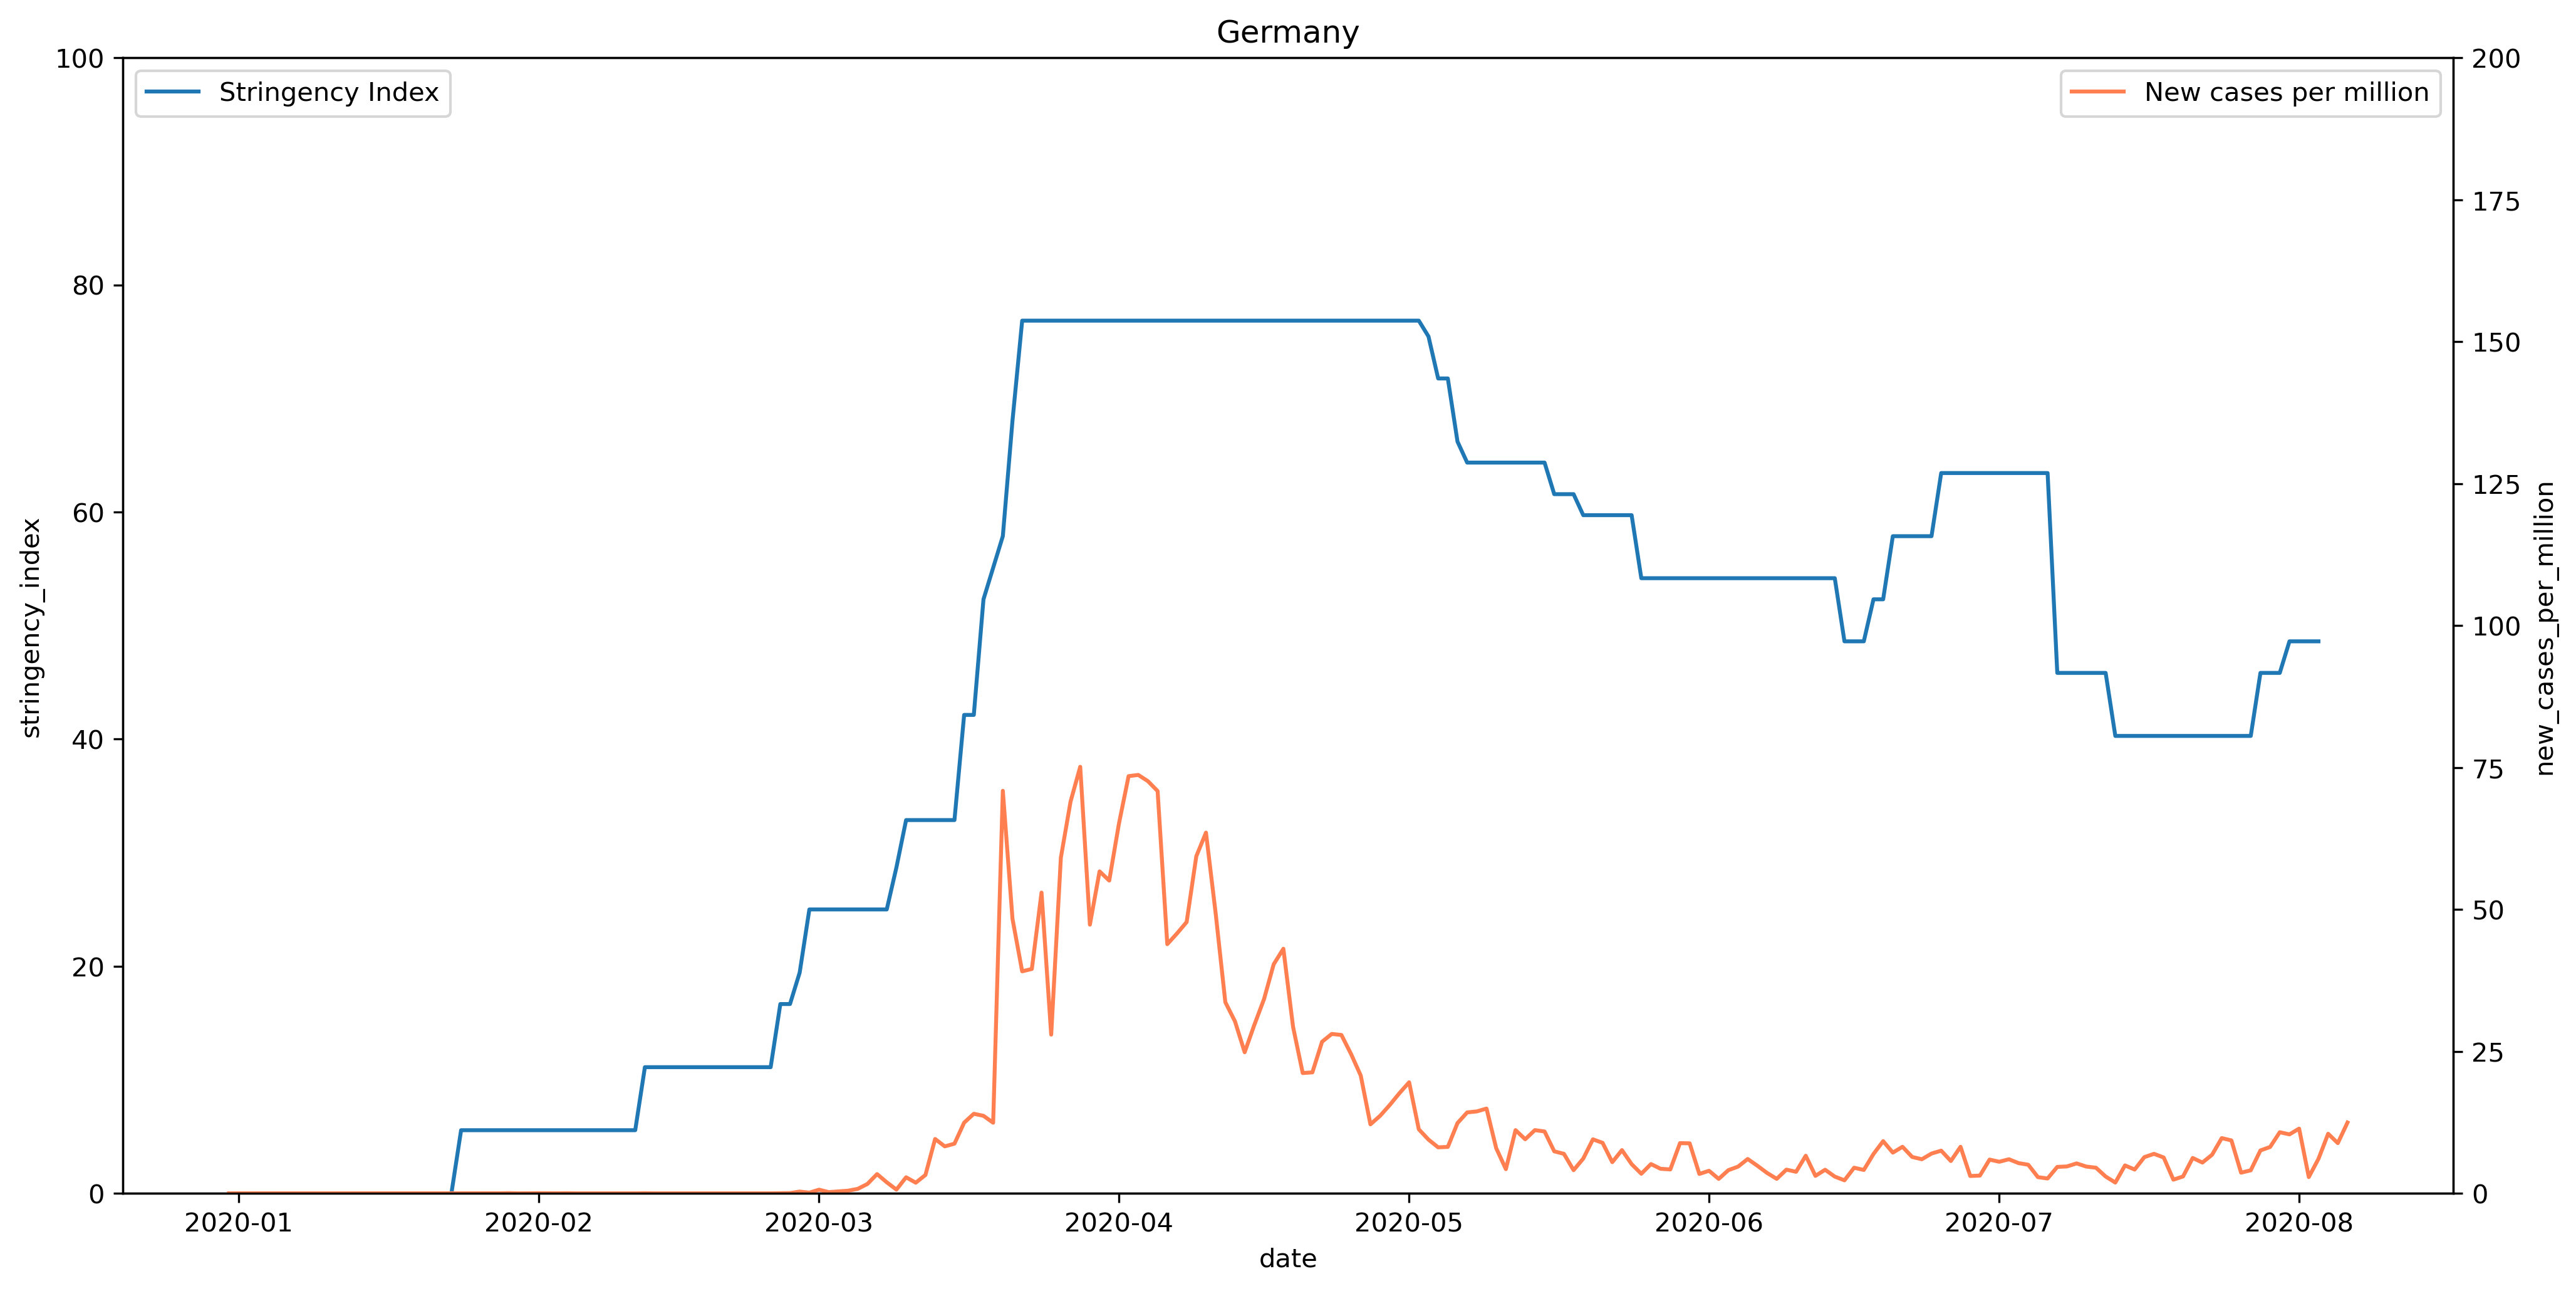 Germany
100
80
60
40
20
0
stringency_index
Stringency Index
New cases per million
200
175
150
125
100
75
50
25
0
new_cases_per_million
2020-01 2020-02 2020-03 2020-04 2020-05 2020-06 2020-07 2020-08
date